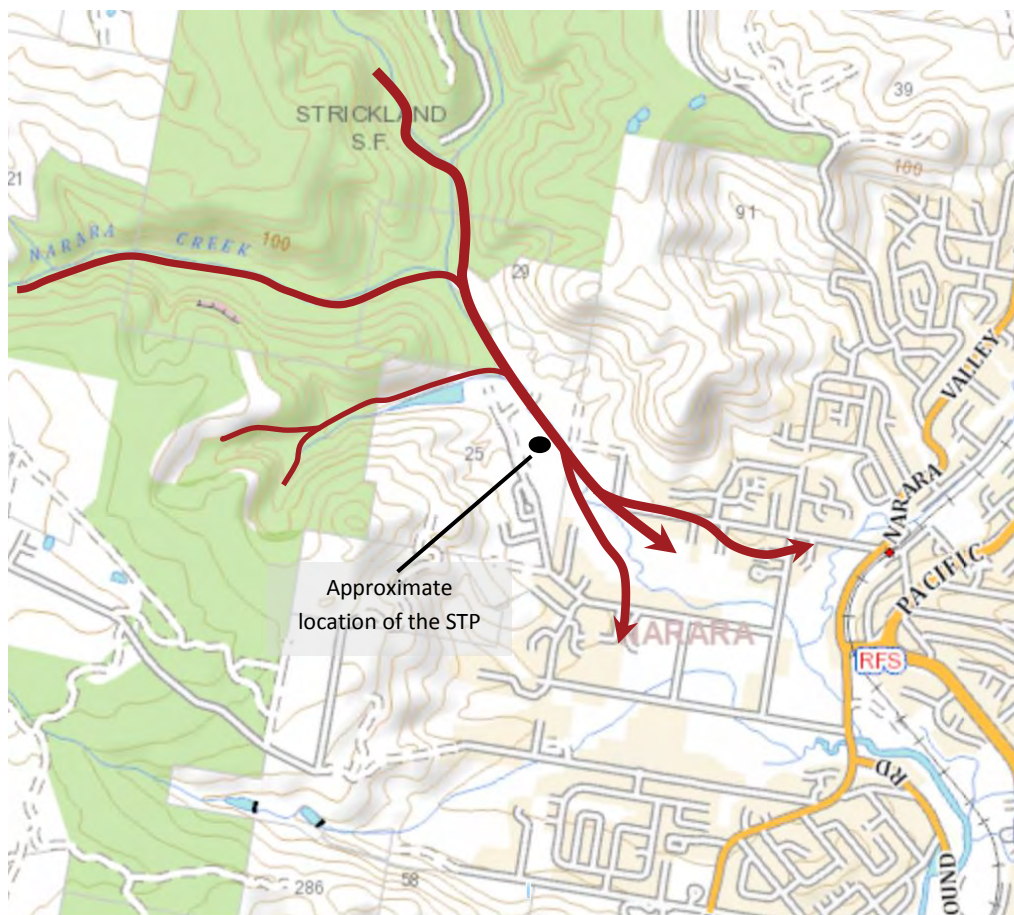 STRICKLAND
S.F.
39
100
21
91
NARARA CREEK 100
29
VALLEY
25
NARARA
PACIFIC
Approximate
location of the STP
NARARA
RFS
RD
286
58
OUND